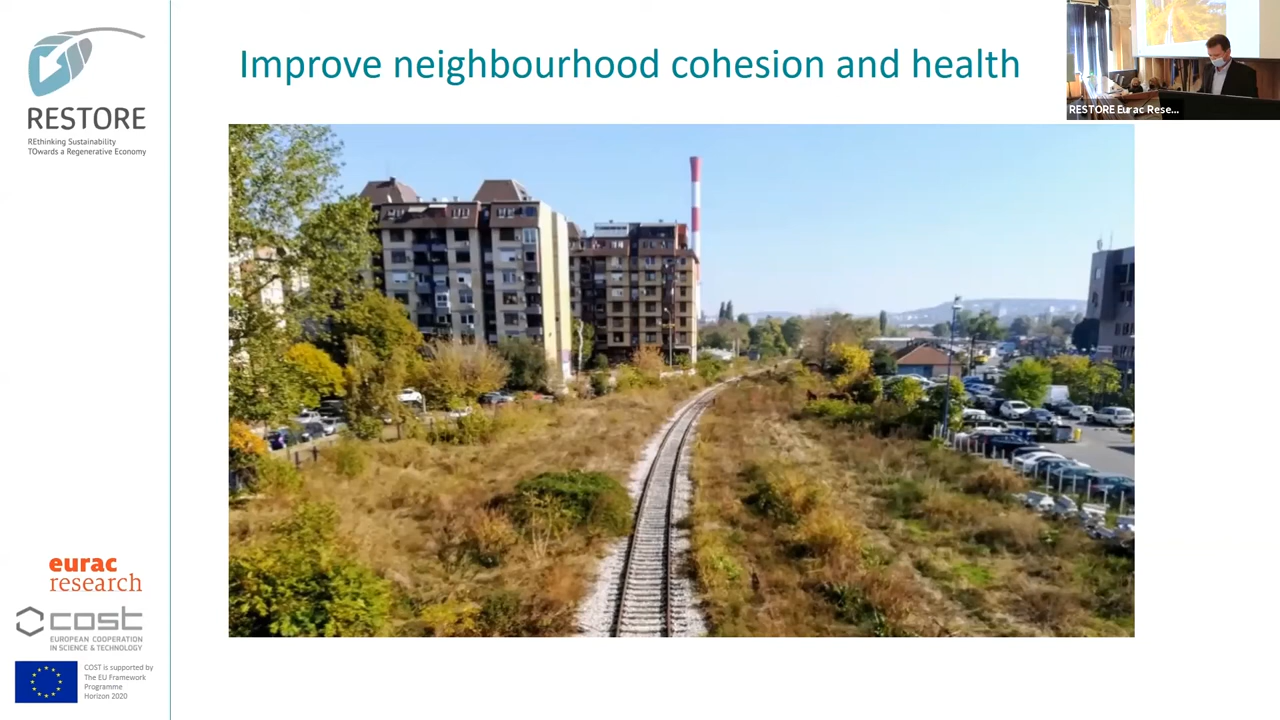 RESTORE
REthinking Sustainability
TOwards a Regenerative Economy
Improve neighbourhood cohesion and health
RESTORE Eurac Rese...
eurac
research
cost
EUROPEAN COOPERATION
IN SCIENCE & TECHNOLOGY
COST is supported by
The EU Framework
Programme
Horizon 2020